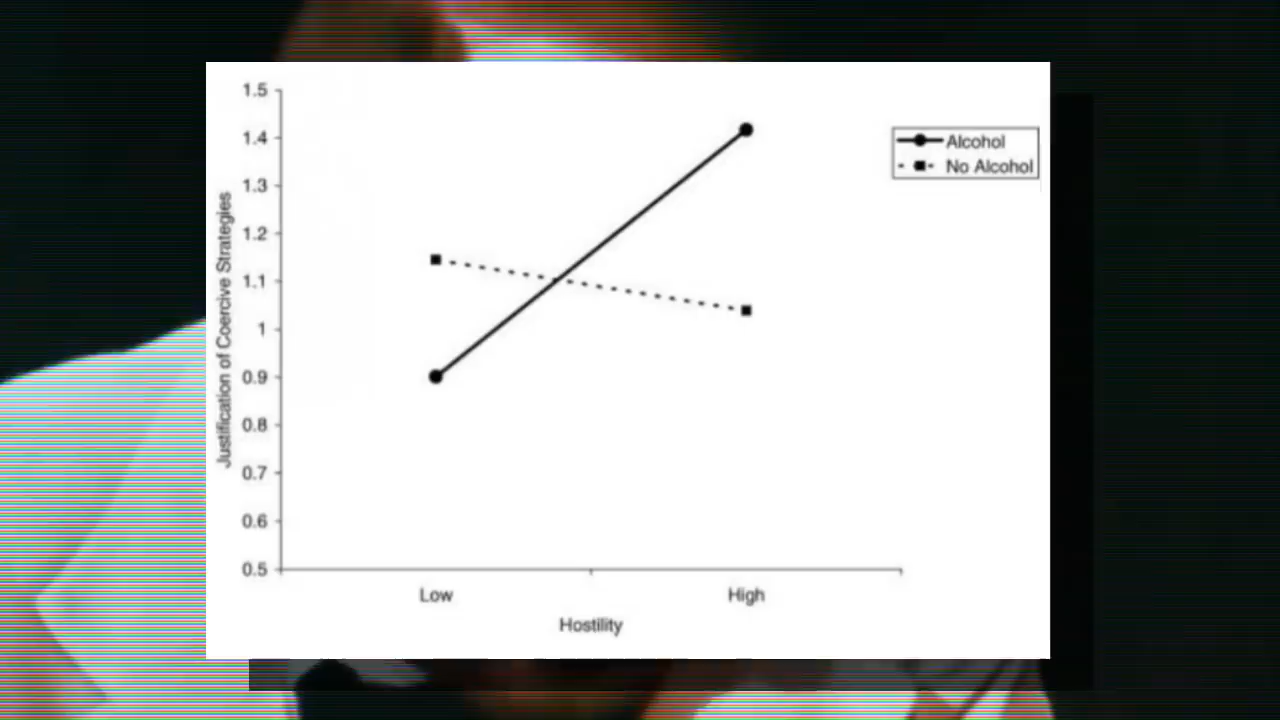 1.5
1.4
1.3
1.2
1.1
1
0.9
0.8
0.7
0.6
0.5
Justification of Coercive Strategies
Low
High
Hostility
Alcohol
No Alcohol